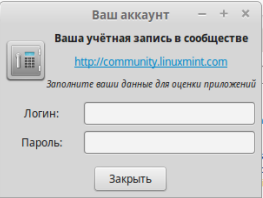 Ваш аккаунт
Ваша учётная запись в сообществе
http://community.linuxmint.com
Заполните ваши данные для оценки приложений
Логин:
Пароль:
Закрыть